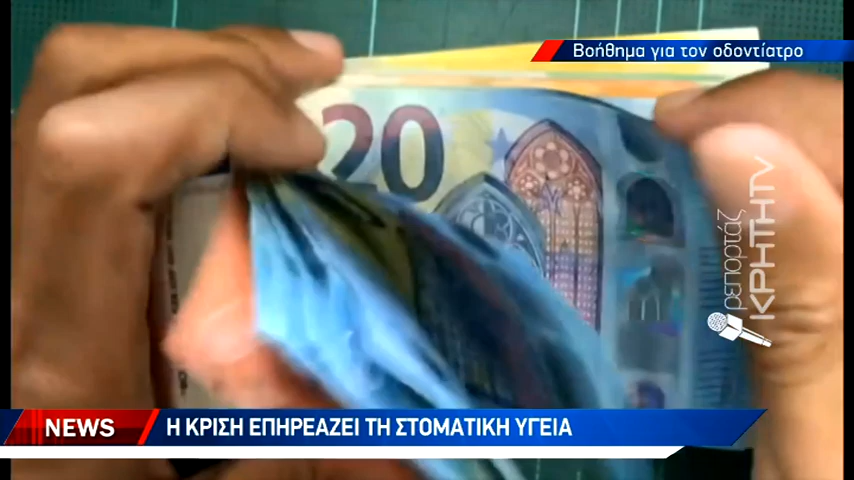 Βοήθημα για τον οδοντίατρο
20
ρεπορτάζ
ΚΡΗΤΗTV
NEWS
Η ΚΡΙΣΗ ΕΠΗΡΕΑΖΕΙ ΤΗ ΣΤΟΜΑΤΙΚΗ ΥΓΕΙΑ